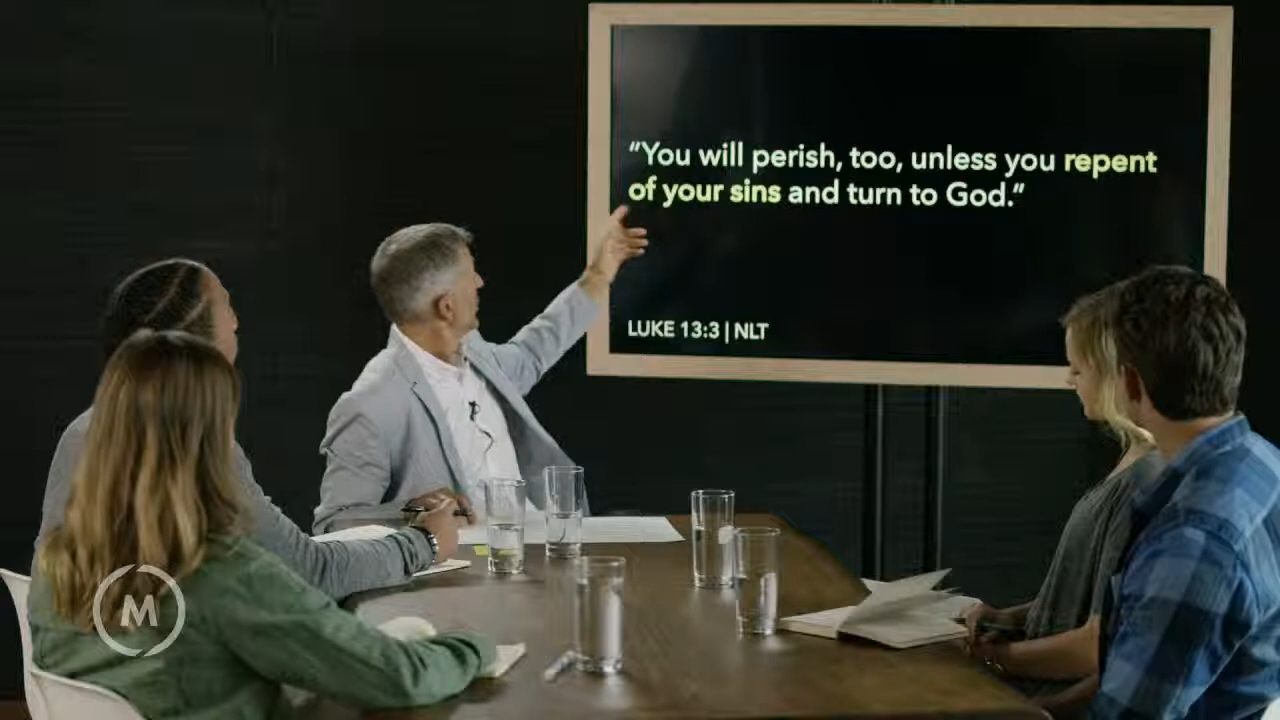 “You will perish, too, unless you repent
of your sins and turn to God.“
LUKE 13:3 | NLT
M